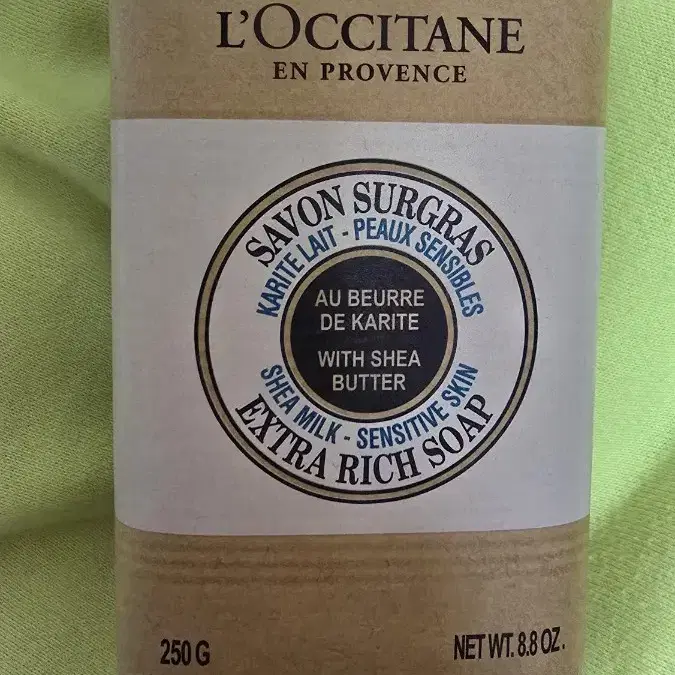 L'OCCITANE
EN PROVENCE
SAVON SURGRAS
KARITE LAIT - PEAUX SENSIBLES
AU BEURRE
DE KARITE
WITH SHEA
BUTTER
SHEA MILK - SENSITIVE SKIN
EXTRA RICH SOAP
250 G
NET WT. 8.8 OZ.